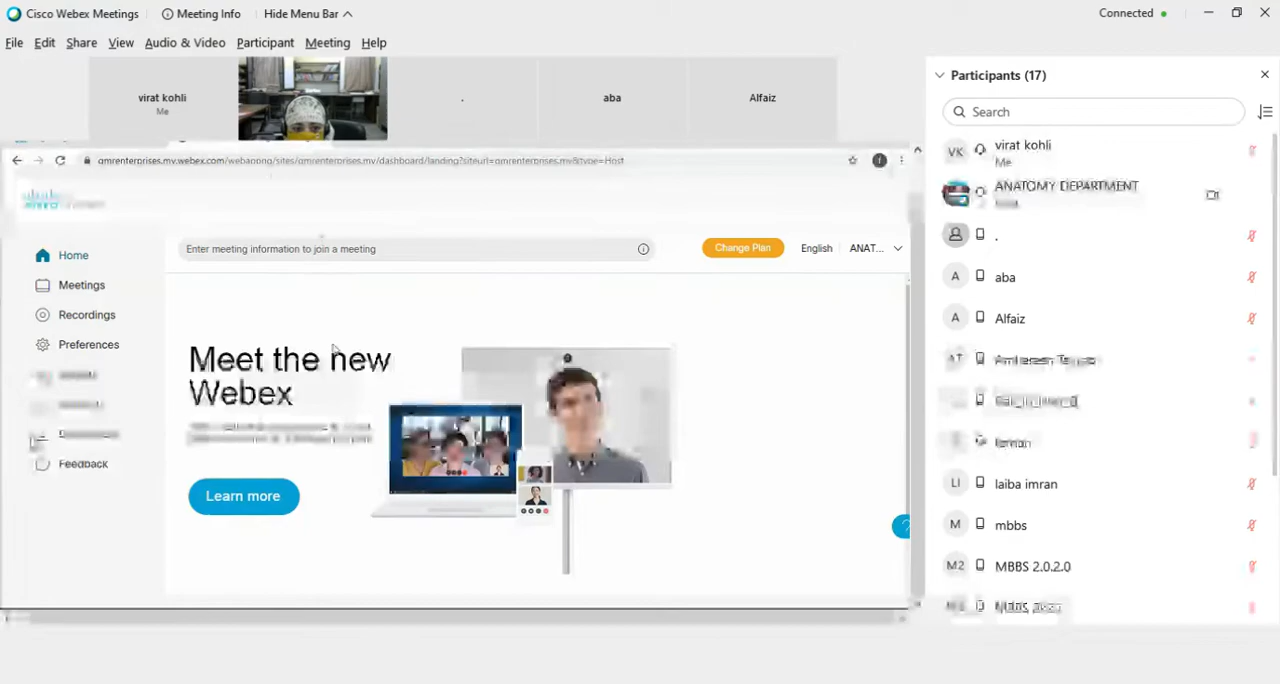 Cisco Webex Meetings
Meeting Info
Hide Menu Bar
Connected
File Edit Share View Audio & Video Participant Meeting Help
virat kohli
Me
.
aba
Alfaiz
Participants (17)
Search
virat kohli
Me
ANATOMY DEPARTMENT
.
aba
Alfaiz
laiba imran
mbbs
MBBS 2.0.2.0
VK
A
A
LI
M
M2
qmrenterprises.my.webex.com/webappng/sites/qmrenterprises.my/dashboard/landing?siteurl=qmrenterprises.my&type=Host
Enter meeting information to join a meeting
Change Plan
English
ANAT...
Home
Meetings
Recordings
Preferences
Feedback
Meet the new
Webex
Learn more